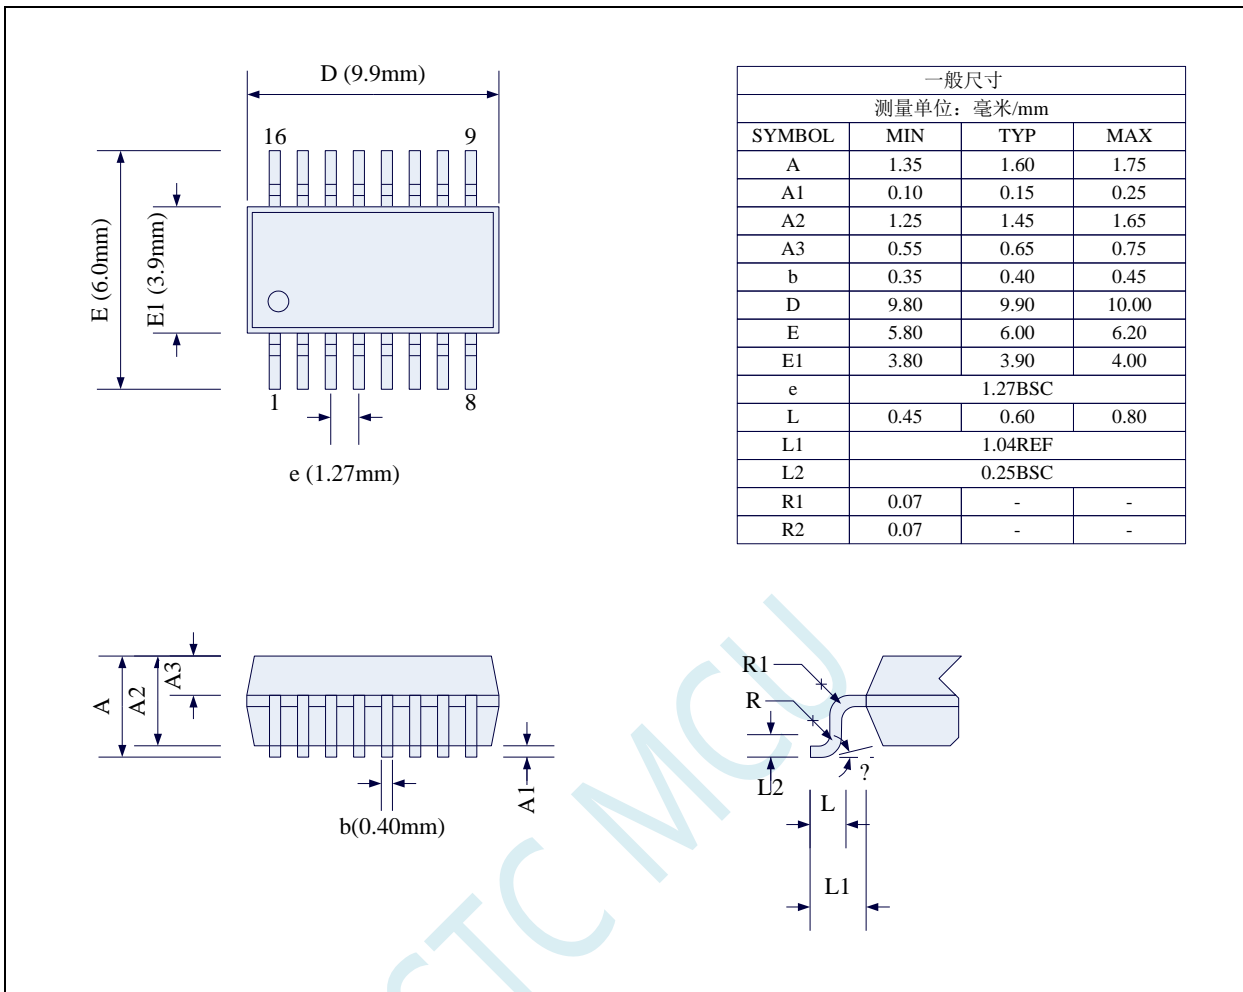 D (9.9mm)
16
9
E (6.0mm)
E1 (3.9mm)
1
8
e (1.27mm)
一般尺寸
测量单位：毫米/mm
SYMBOL MIN TYP MAX
A 1.35 1.60 1.75
A1 0.10 0.15 0.25
A2 1.25 1.45 1.65
A3 0.55 0.65 0.75
b 0.35 0.40 0.45
D 9.80 9.90 10.00
E 5.80 6.00 6.20
E1 3.80 3.90 4.00
e 1.27BSC
L 0.45 0.60 0.80
L1 1.04REF
L2 0.25BSC
R1 0.07 - -
R2 0.07 - -
A
A2
A3
A1
b(0.40mm)
R1
R
L2
?
L
L1
STC MCU